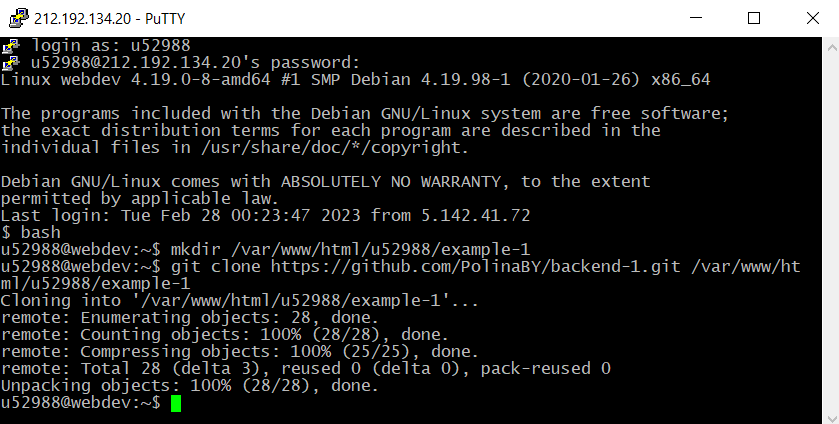 212.192.134.20 - PuTTY
login as: u52988
u52988@212.192.134.20's password:
Linux webdev 4.19.0-8-amd64 #1 SMP Debian 4.19.98-1 (2020-01-26) x86_64
The programs included with the Debian GNU/Linux system are free software;
the exact distribution terms for each program are described in the
individual files in /usr/share/doc/*/copyright.
Debian GNU/Linux comes with ABSOLUTELY NO WARRANTY, to the extent
permitted by applicable law.
Last login: Tue Feb 28 00:23:47 2023 from 5.142.41.72
$ bash
u52988@webdev:~$ mkdir /var/www/html/u52988/example-1
u52988@webdev:~$ git clone https://github.com/PolinaBY/backend-1.git /var/www/ht
ml/u52988/example-1
Cloning into '/var/www/html/u52988/example-1'...
remote: Enumerating objects: 28, done.
remote: Counting objects: 100% (28/28), done.
remote: Compressing objects: 100% (25/25), done.
remote: Total 28 (delta 3), reused 0 (delta 0), pack-reused 0
Unpacking objects: 100% (28/28), done.
u52988@webdev:~$